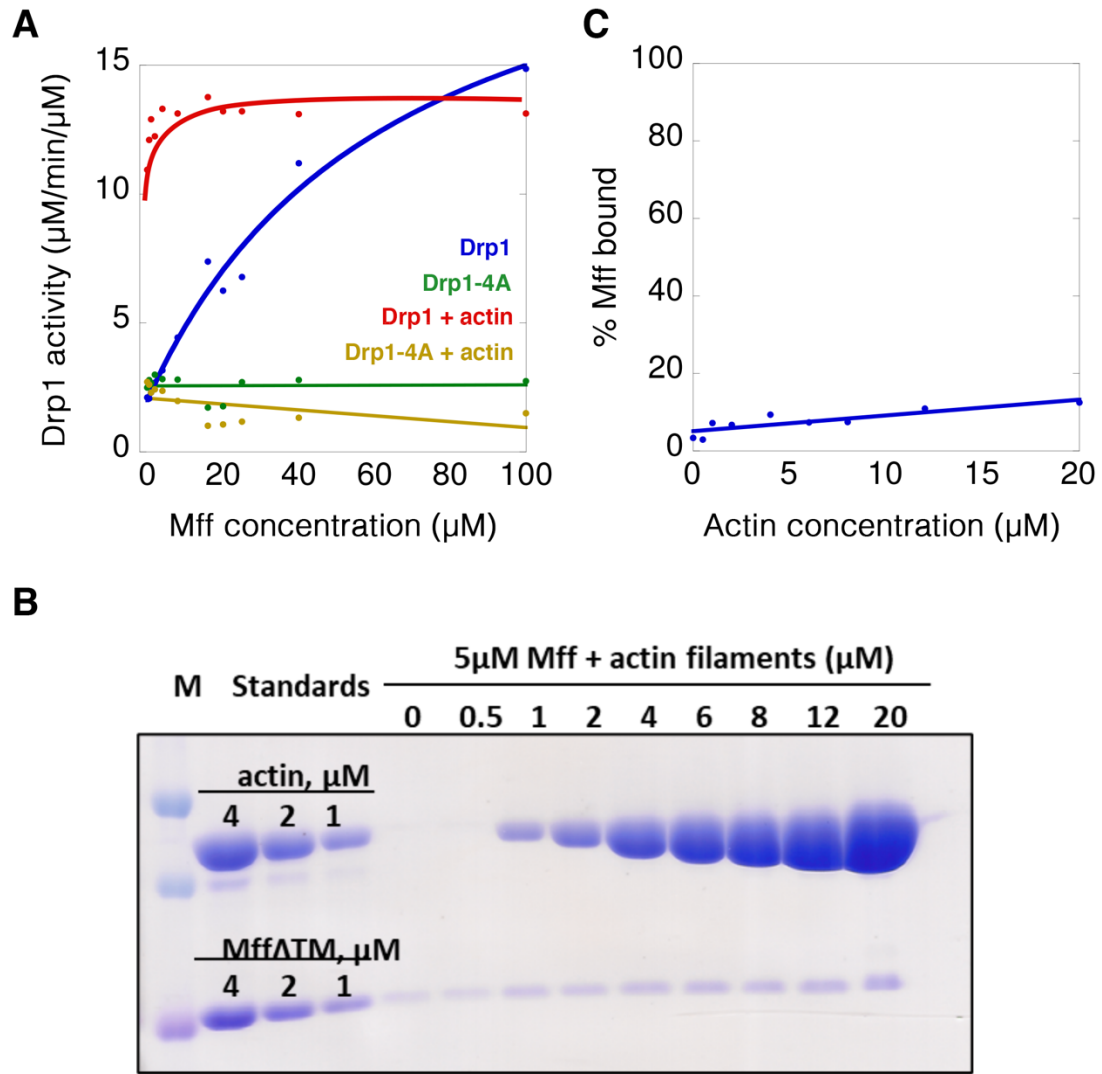 A
15
10
5
0
0 20 40 60 80 100
Drp1 activity (µM/min/µM)
Mff concentration (µM)
Drp1
Drp1-4A
Drp1 + actin
Drp1-4A + actin
C
100
80
60
40
20
0
0 5 10 15 20
% Mff bound
Actin concentration (µM)
B
5µM Mff + actin filaments (µM)
M Standards
0 0.5 1 2 4 6 8 12 20
actin, µM
4 2 1
MffΔTM, µM
4 2 1